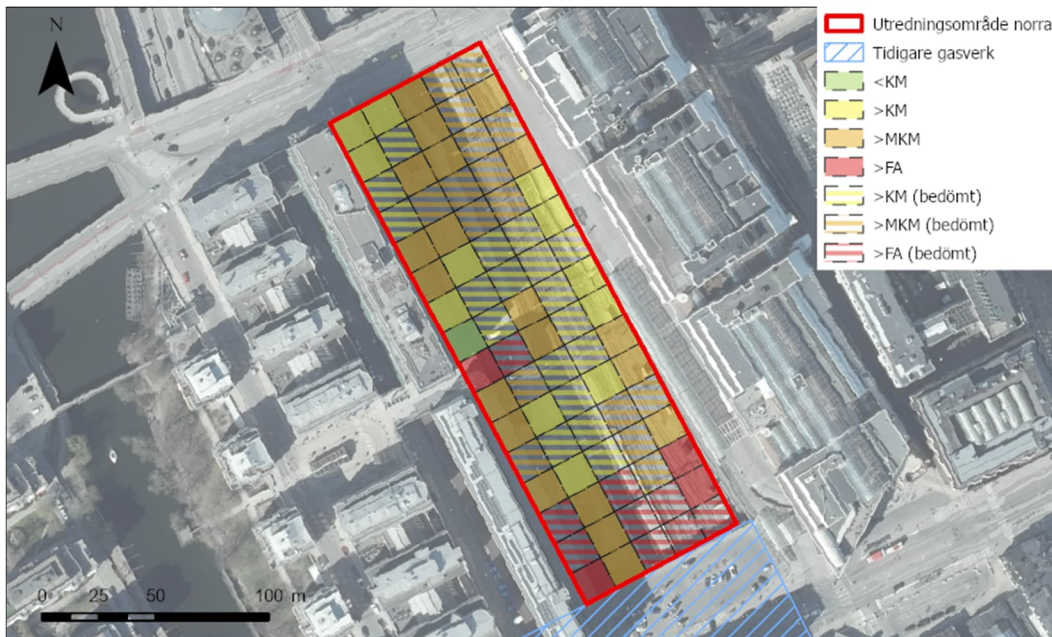 N
Utredningsområde norra
Tidigare gasverk
<KM
>KM
>MKM
>FA
>KM (bedömt)
>MKM (bedömt)
>FA (bedömt)
0 25 50 100 m